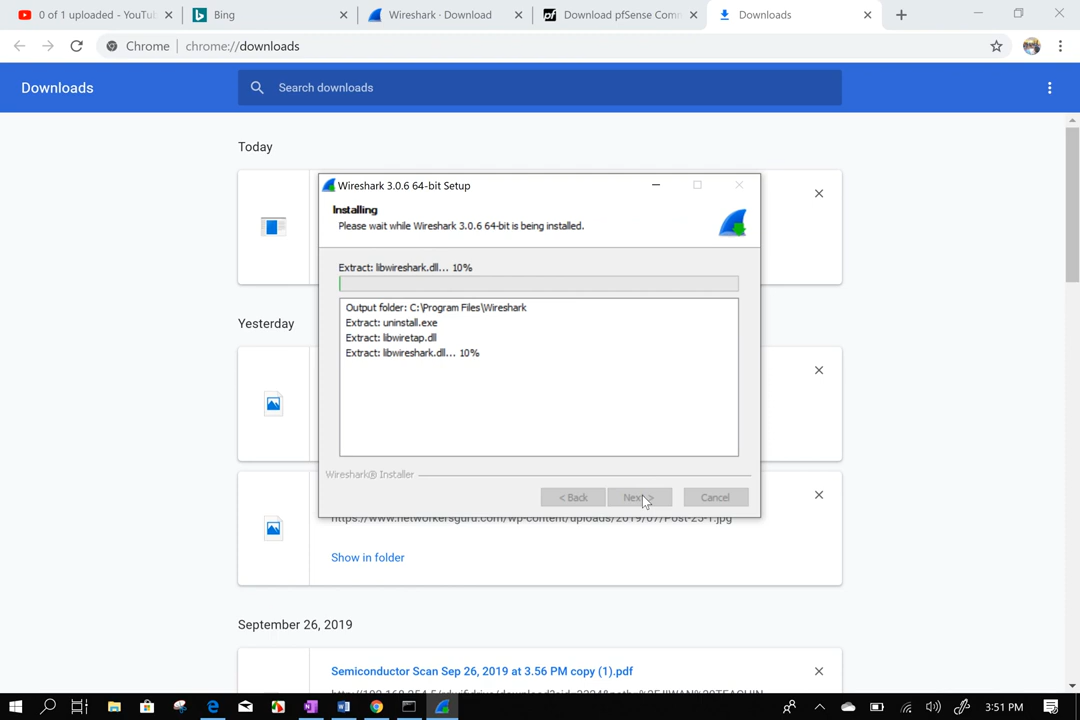 0 of 1 uploaded - YouTu
Bing
Wireshark · Download
Download pfSense Comm
Downloads
Chrome
chrome://downloads
Downloads
Search downloads
Today
Wireshark 3.0.6 64-bit Setup
Installing
Please wait while Wireshark 3.0.6 64-bit is being installed.
Extract: libwireshark.dll... 10%
Output folder: C:\Program Files\Wireshark
Extract: uninstall.exe
Extract: libwiretap.dll
Extract: libwireshark.dll... 10%
Wireshark® Installer
< Back
Next >
Cancel
Yesterday
https://www.networkersguru.com/wp-content/uploads/2019/07/Post-25-1.jpg
Show in folder
September 26, 2019
Semiconductor Scan Sep 26, 2019 at 3.56 PM copy (1).pdf
3:51 PM